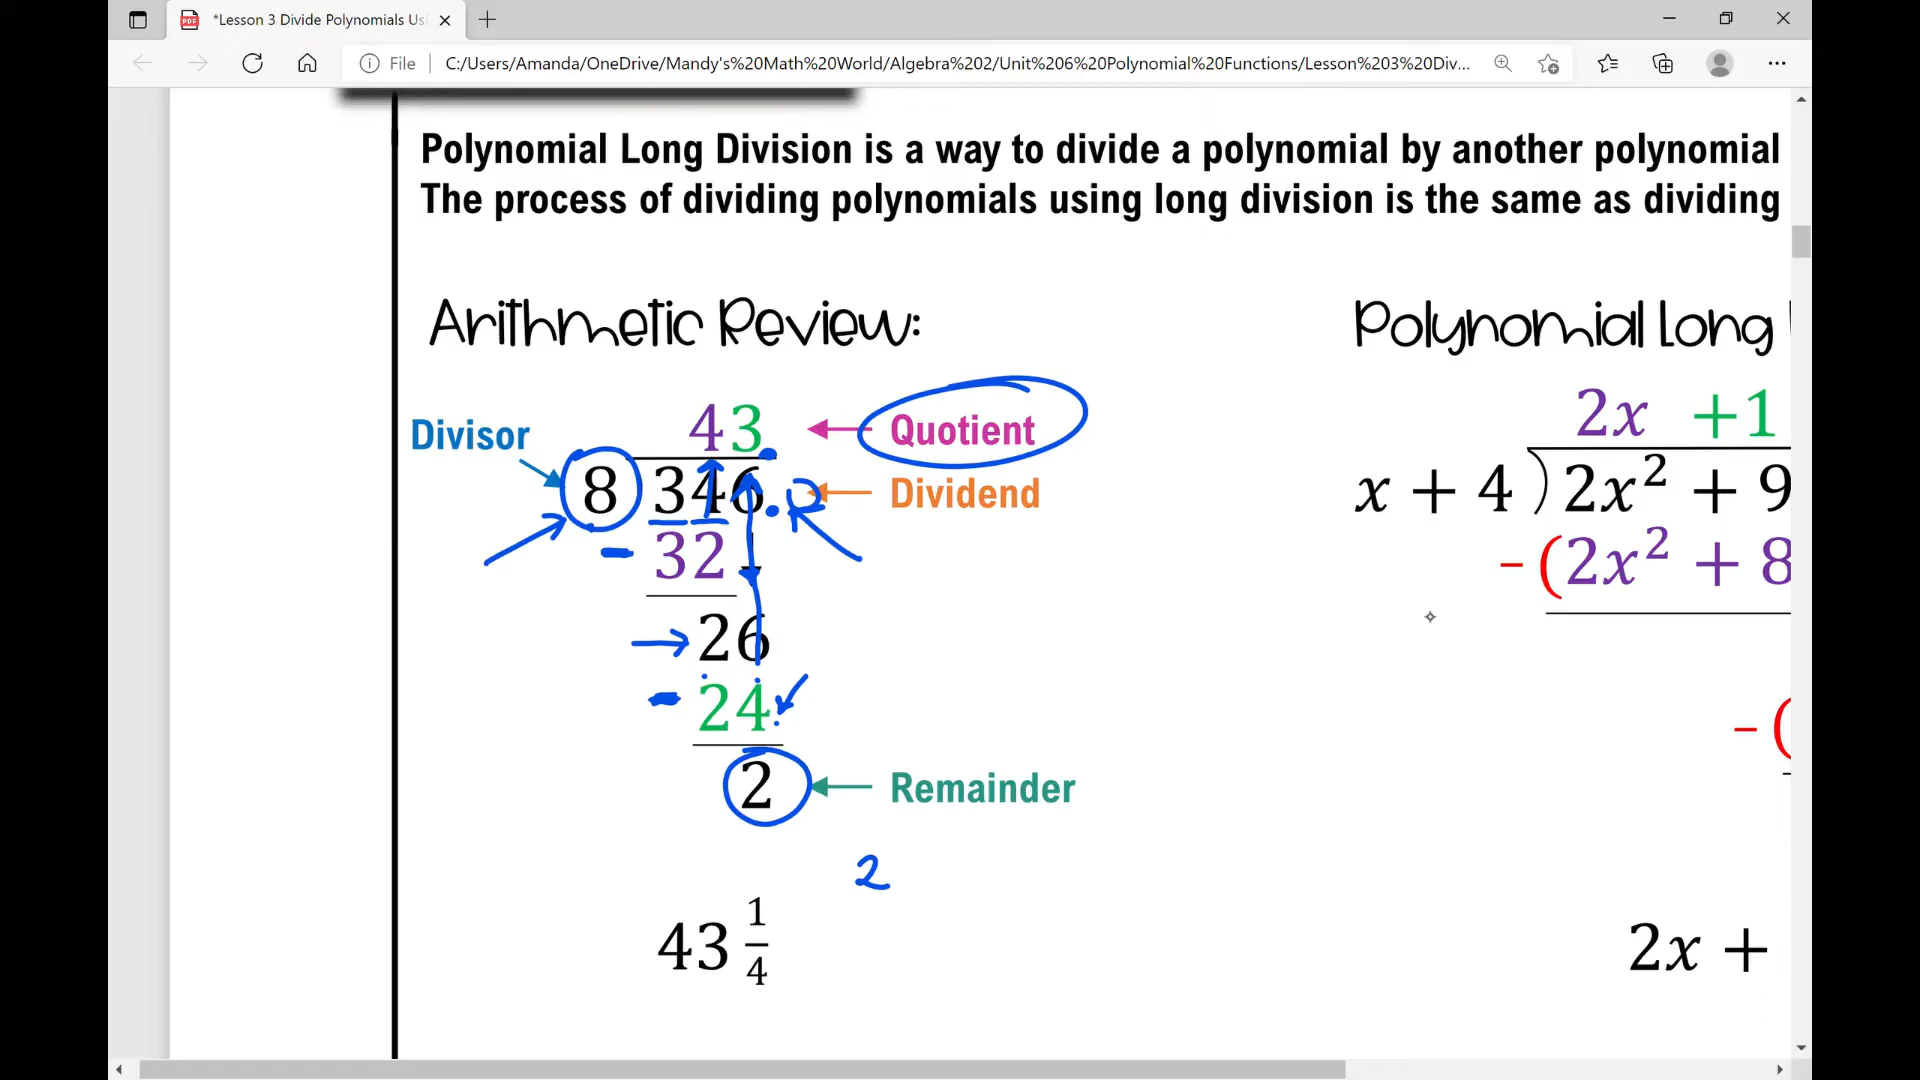 *Lesson 3 Divide Polynomials Us
File
C:/Users/Amanda/OneDrive/Mandy's%20Math%20World/Algebra%202/Unit%206%20Polynomial%20Functions/Lesson%203%20Div...
Polynomial Long Division is a way to divide a polynomial by another polynomial
The process of dividing polynomials using long division is the same as dividing
Arithmetic Review:
43.
Quotient
Divisor
8 346.
Dividend
- 32
26
- 24
2
Remainder
2
43 1/4
Polynomial Long
2x +1
x + 4 ) 2x² + 9
-(2x² + 8
-(
2x +